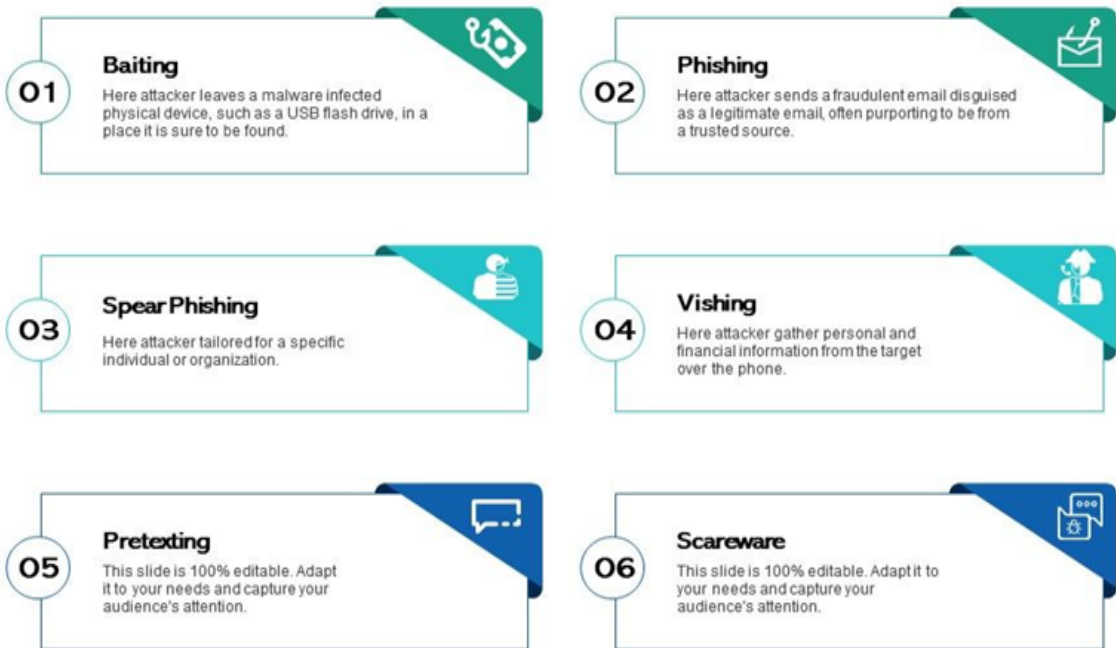 01
Baiting
Here attacker leaves a malware infected
physical device, such as a USB flash drive, in a
place it is sure to be found.
02
Phishing
Here attacker sends a fraudulent email disguised
as a legitimate email, often purporting to be from
a trusted source.
03
Spear Phishing
Here attacker tailored for a specific
individual or organization.
04
Vishing
Here attacker gather personal and
financial information from the target
over the phone.
05
Pretexting
This slide is 100% editable. Adapt
it to your needs and capture your
audience's attention.
06
Scareware
This slide is 100% editable. Adapt it to
your needs and capture your
audience's attention.